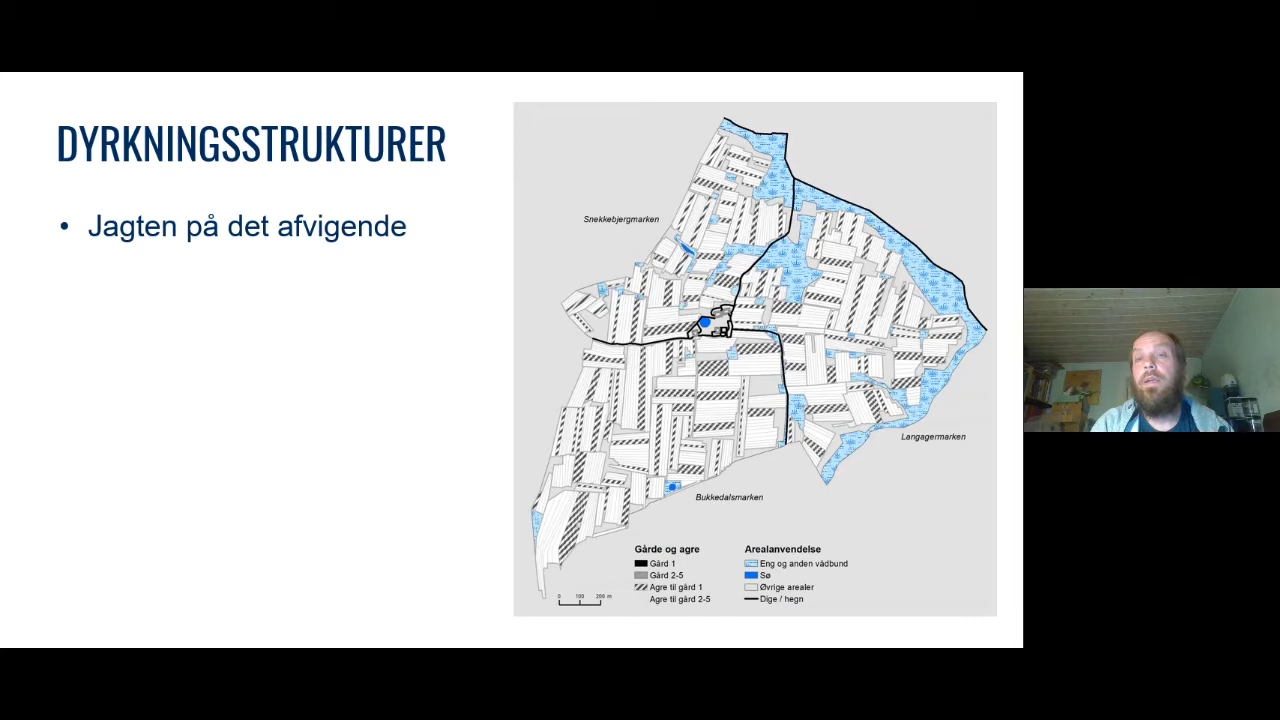 DYRKNINGSSTRUKTURER
• Jagten på det afvigende
Snekkebjergmarken
Langagermarken
Bukkedalsmarken
Gårde og agre
Gård 1
Gård 2-5
Agre til gård 1
Agre til gård 2-5
Arealanvendelse
Eng og anden vådbund
Sø
Øvrige arealer
Dige / hegn
0 100 200 m